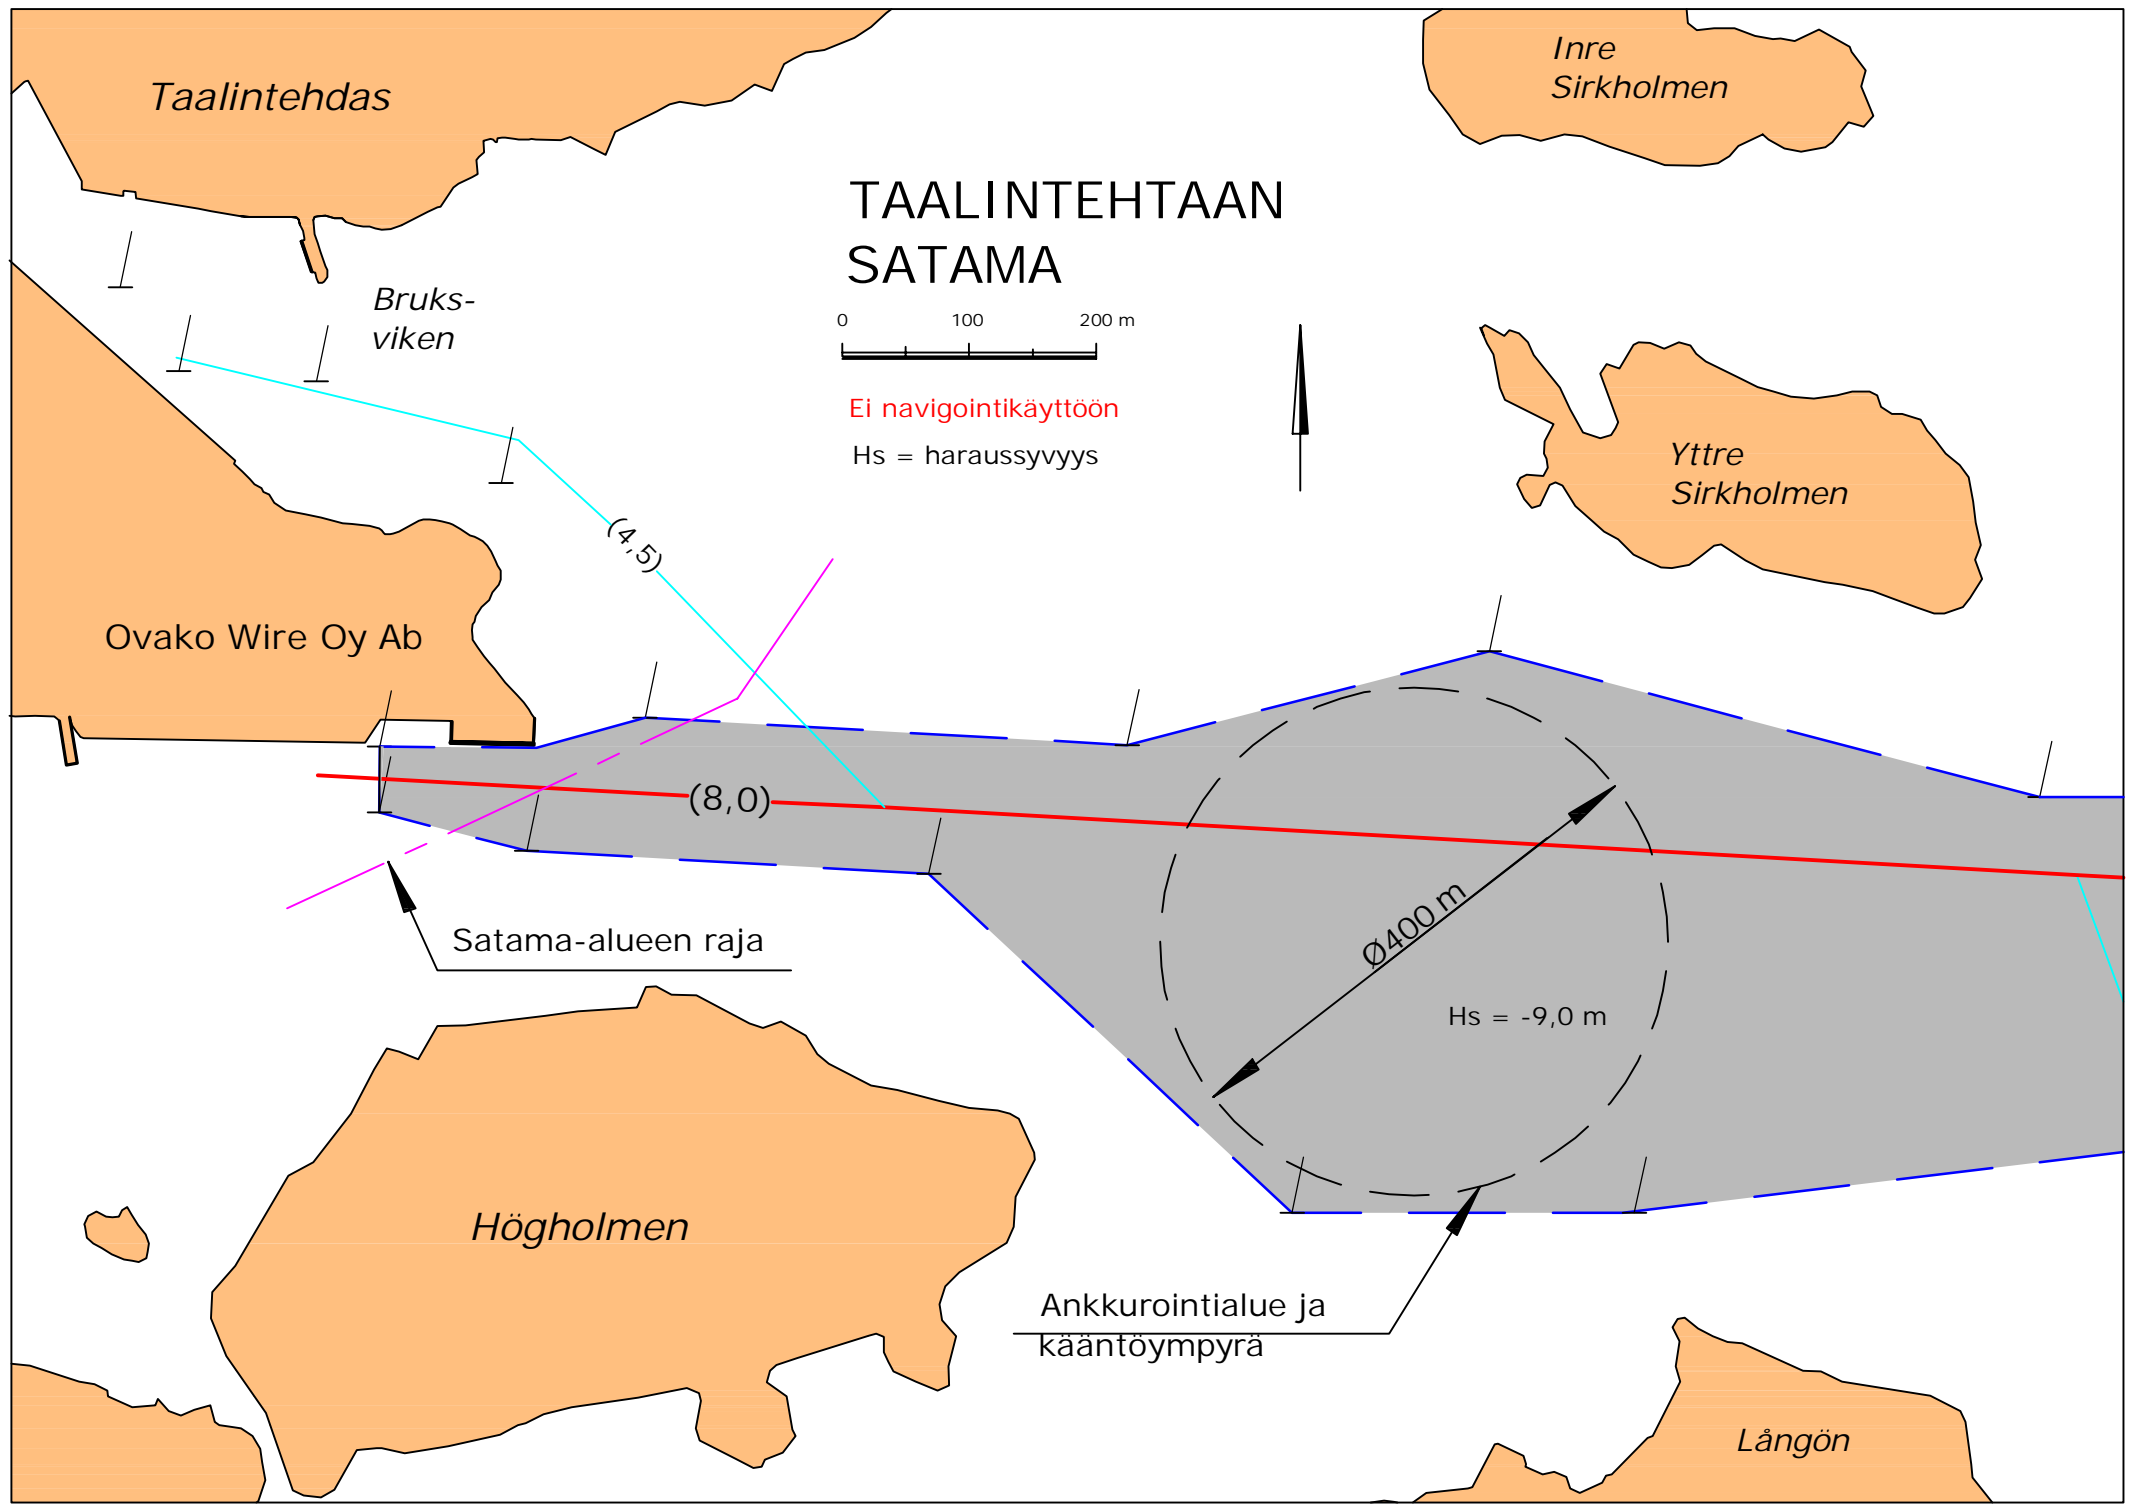 Taalintehdas
Inre
Sirkholmen
TAALINTEHTAAN
SATAMA
Bruks-
viken
0 100 200 m
Ei navigointikäyttöön
Hs = haraussyvyys
Yttre
Sirkholmen
(4,5)
Ovako Wire Oy Ab
(8,0)
Ø400 m
Satama-alueen raja
Hs = -9,0 m
Högholmen
Ankkurointialue ja
kääntöympyrä
Långön